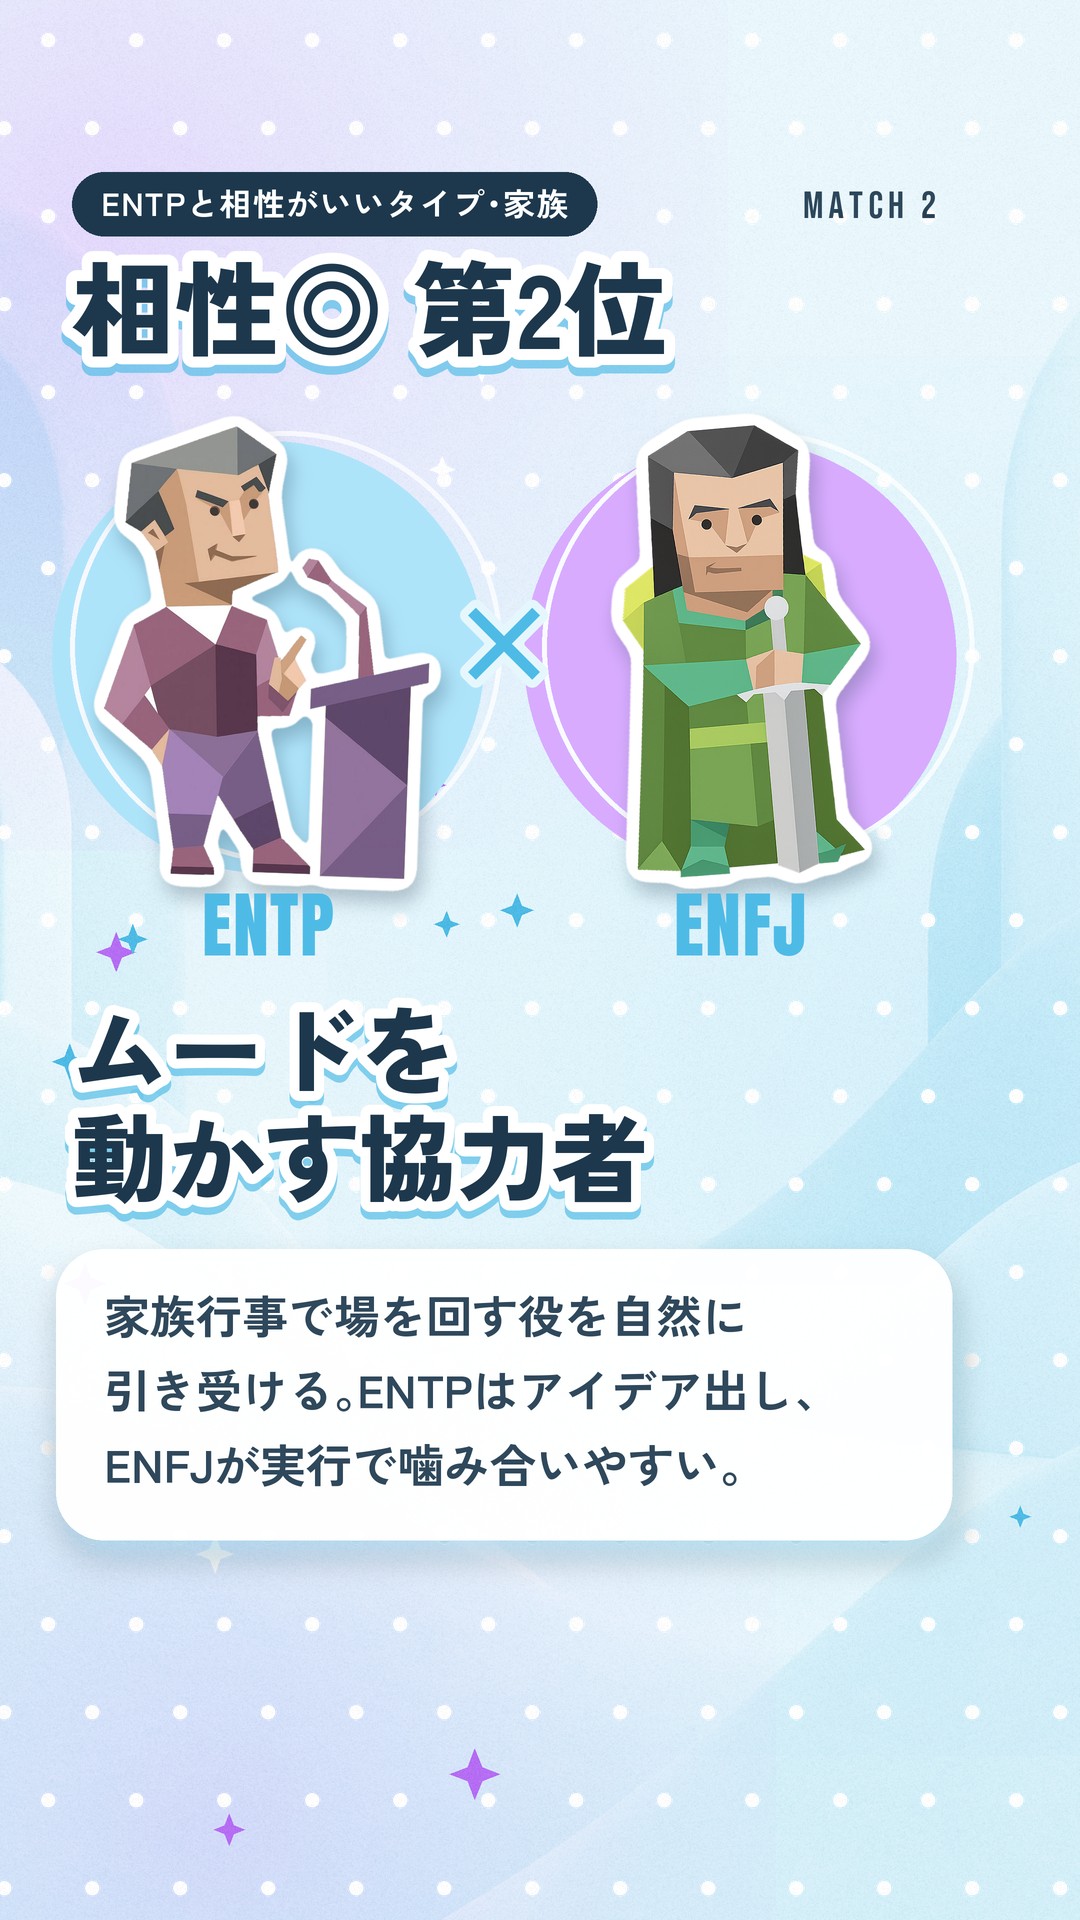 ENTPと相性がいいタイプ・家族
MATCH 2
相性◎ 第2位
×
ENTP
ENFJ
ムードを
動かす協力者
家族行事で場を回す役を自然に
引き受ける。ENTPはアイデア出し、
ENFJが実行で噛み合いやすい。